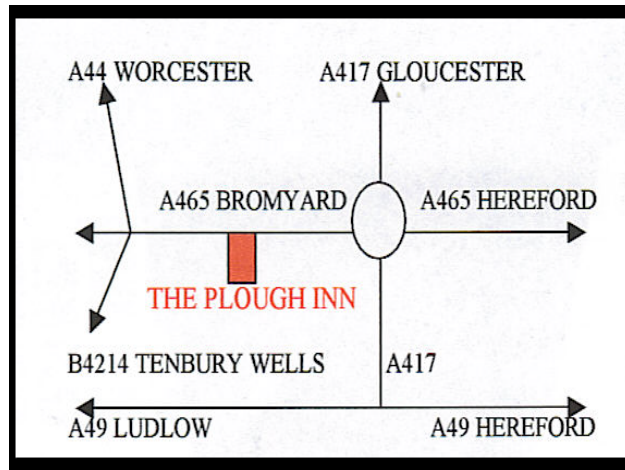 A44 WORCESTER
A417 GLOUCESTER
A465 BROMYARD
A465 HEREFORD
THE PLOUGH INN
B4214 TENBURY WELLS
A417
A49 LUDLOW
A49 HEREFORD